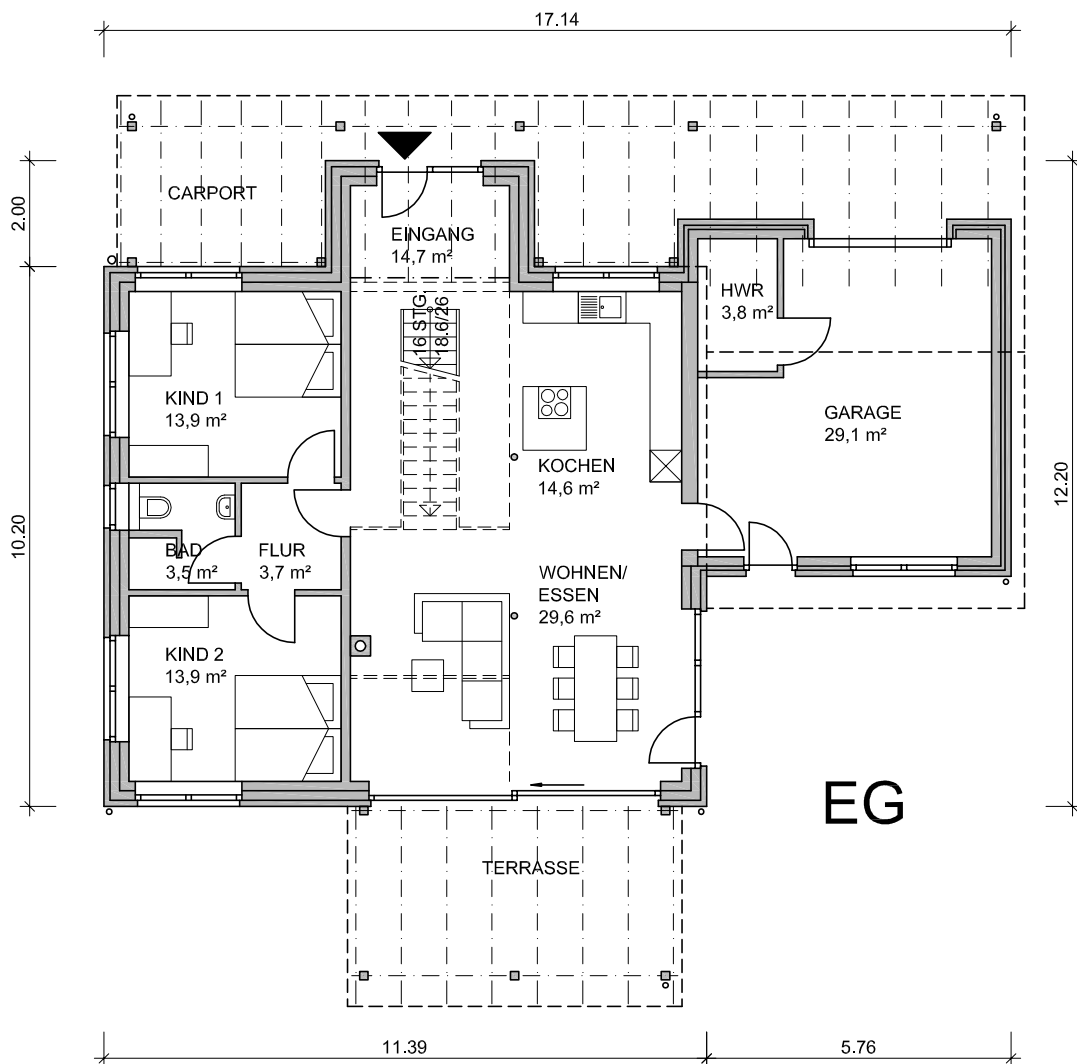 17.14
2.00
CARPORT
EINGANG
14,7 m²
16 STG.
18.6/26
HWR
3,8 m²
KIND 1
13,9 m²
GARAGE
29,1 m²
KOCHEN
14,6 m²
12.20
10.20
BAD
3,5 m²
FLUR
3,7 m²
WOHNEN/
ESSEN
29,6 m²
KIND 2
13,9 m²
EG
TERRASSE
11.39
5.76